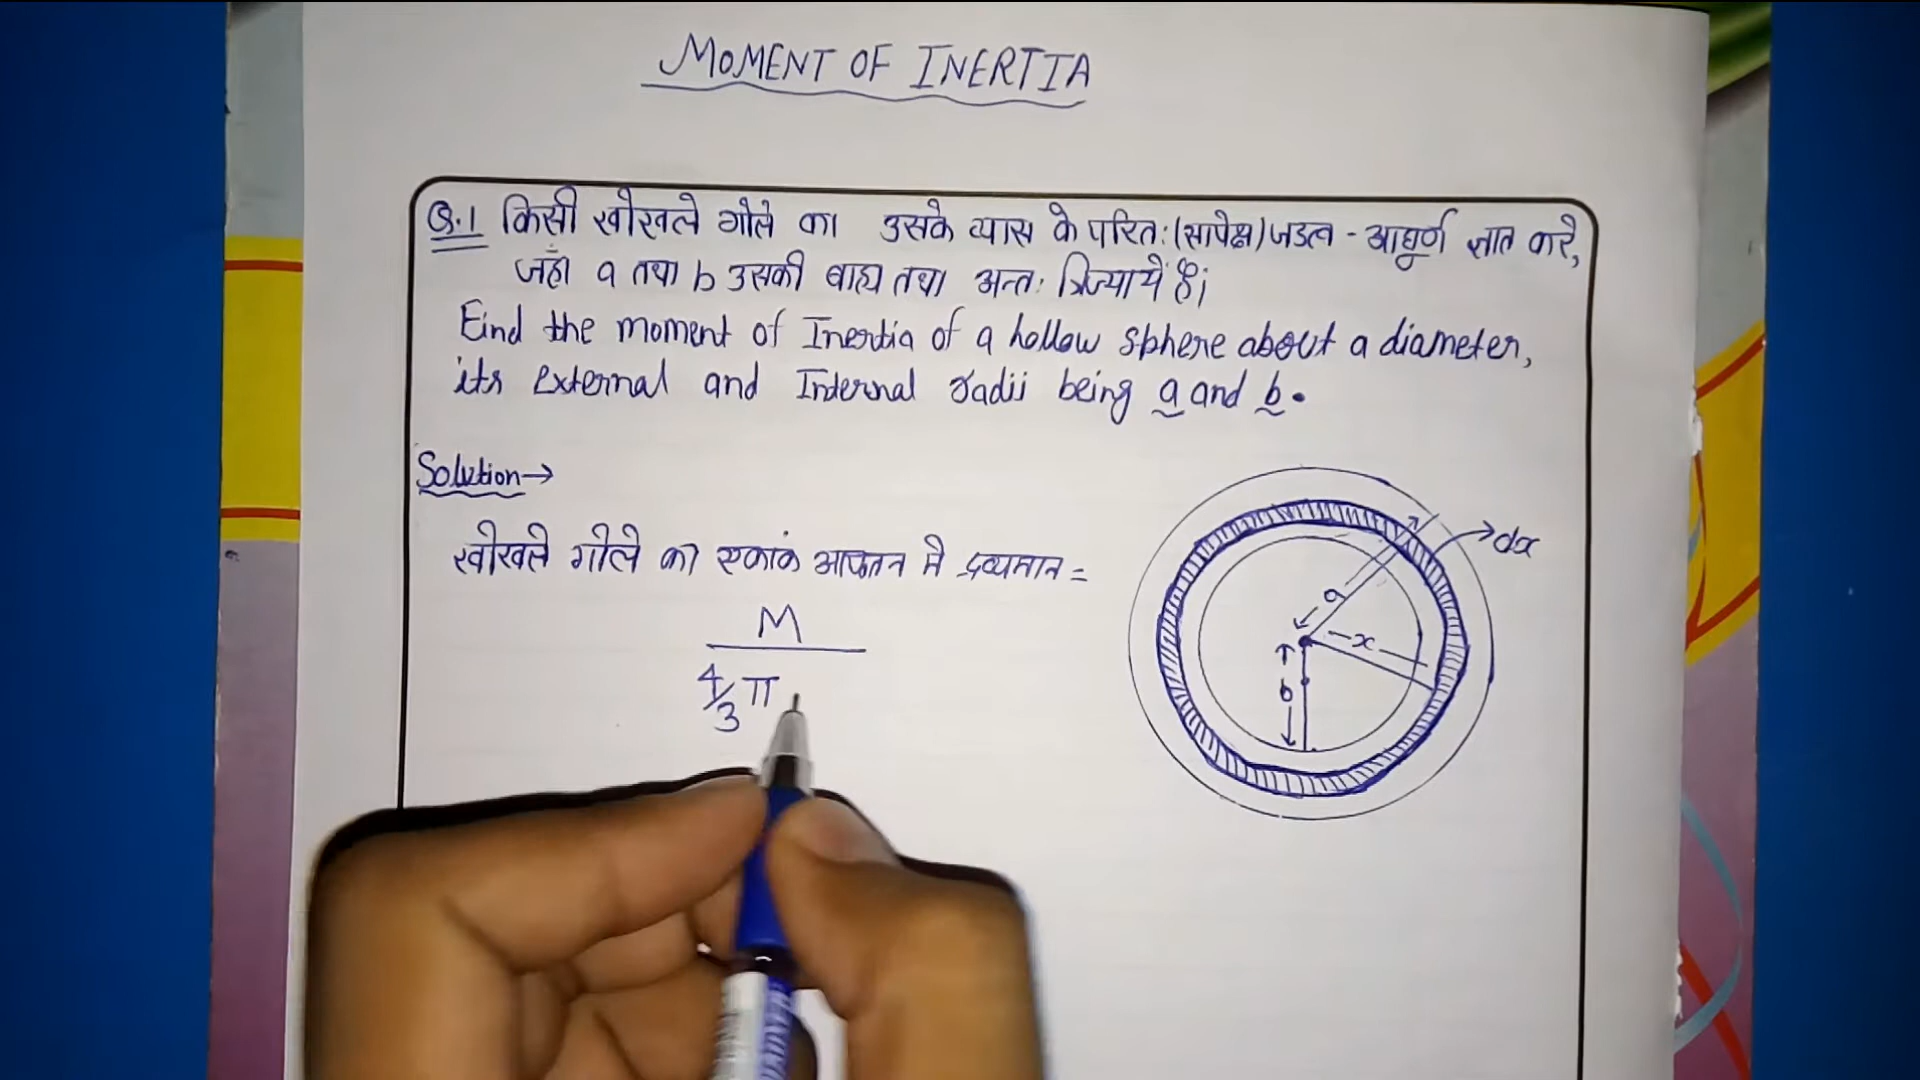 MOMENT OF INERTIA
Q.1 किसी खोखले गोले का उसके व्यास के परित: (सापेक्ष) जडत्व - आघूर्ण ज्ञात करे,
जहाँ a तथा b उसकी बाह्य तथा अन्त: त्रिज्यायें है।
Find the moment of Inertia of a hollow sphere about a diameter,
its external and Internal radii being a and b.
Solution→
खोखले गोले का एकांक आयतन मे द्रव्यमान =
M
4/3 π
dx
a
x
b